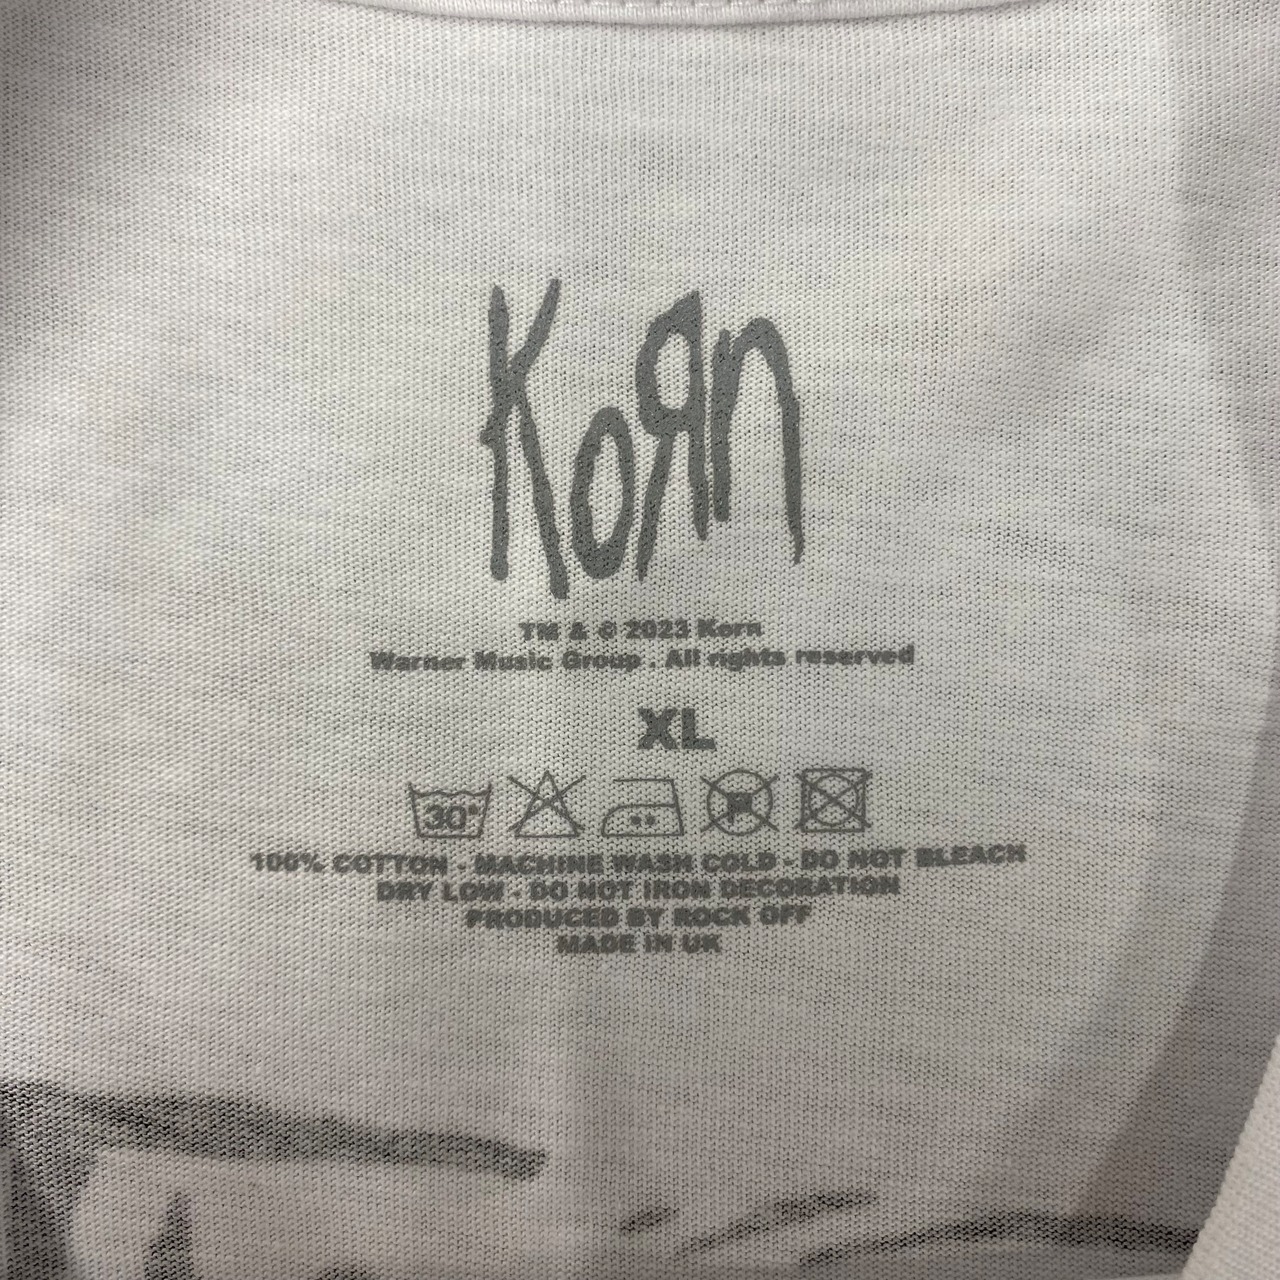 KoЯn
TM & © 2023 Korn
Warner Music Group . All rights reserved
XL
30° P
100% COTTON - MACHINE WASH COLD - DO NOT BLEACH
DRY LOW - DO NOT IRON DECORATION
PRODUCED BY ROCK OFF
MADE IN UK